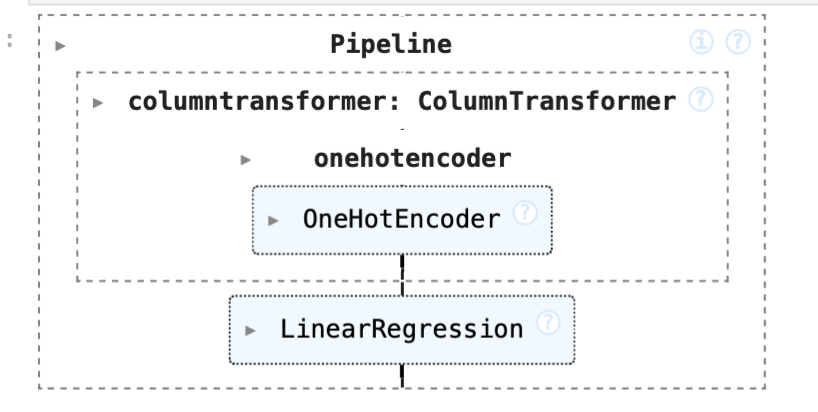 :
▸ Pipeline i ?
▸ columntransformer: ColumnTransformer ?
▸ onehotencoder
▸ OneHotEncoder ?
▸ LinearRegression ?